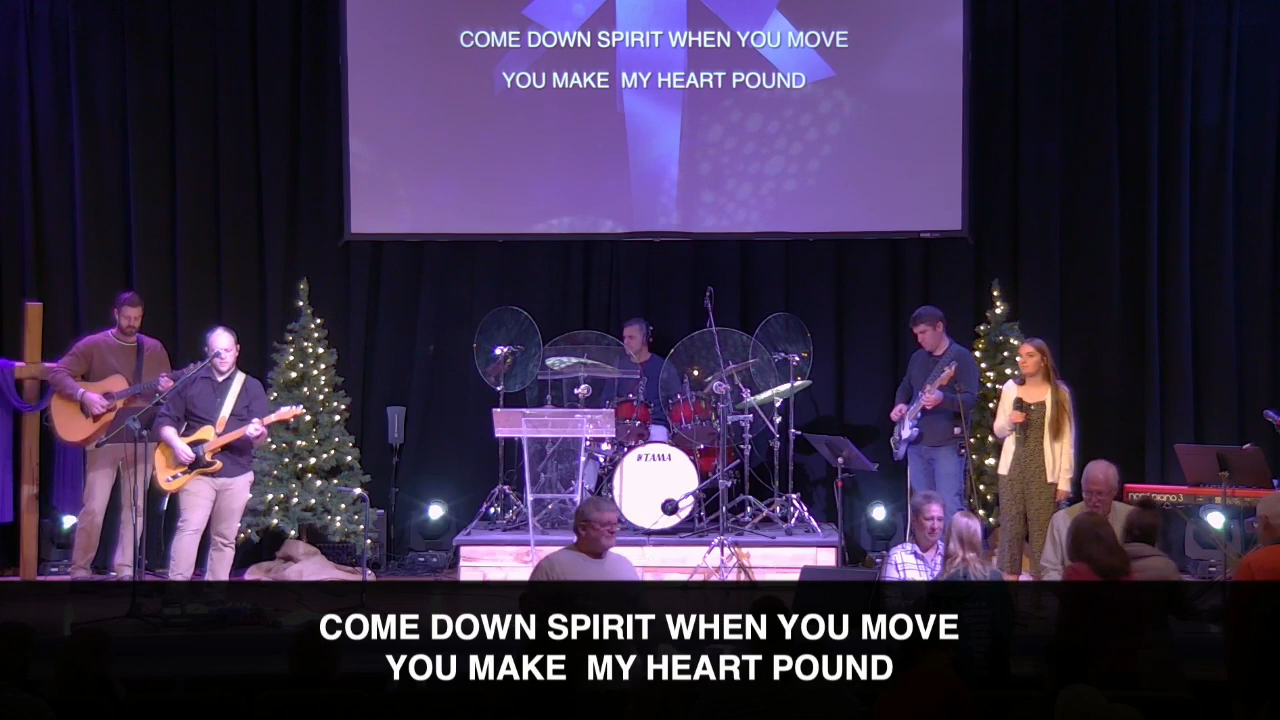 COME DOWN SPIRIT WHEN YOU MOVE
YOU MAKE  MY HEART POUND
TAMA
piano 3
COME DOWN SPIRIT WHEN YOU MOVE
YOU MAKE  MY HEART POUND